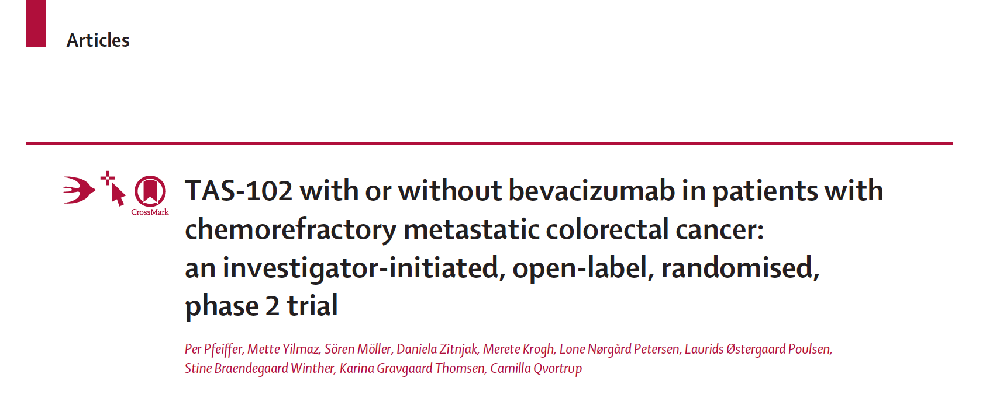 Articles
CrossMark
TAS-102 with or without bevacizumab in patients with
chemorefractory metastatic colorectal cancer:
an investigator-initiated, open-label, randomised,
phase 2 trial
Per Pfeiffer, Mette Yilmaz, Sören Möller, Daniela Zitnjak, Merete Krogh, Lone Nørgård Petersen, Laurids Østergaard Poulsen,
Stine Braendegaard Winther, Karina Gravgaard Thomsen, Camilla Qvortrup